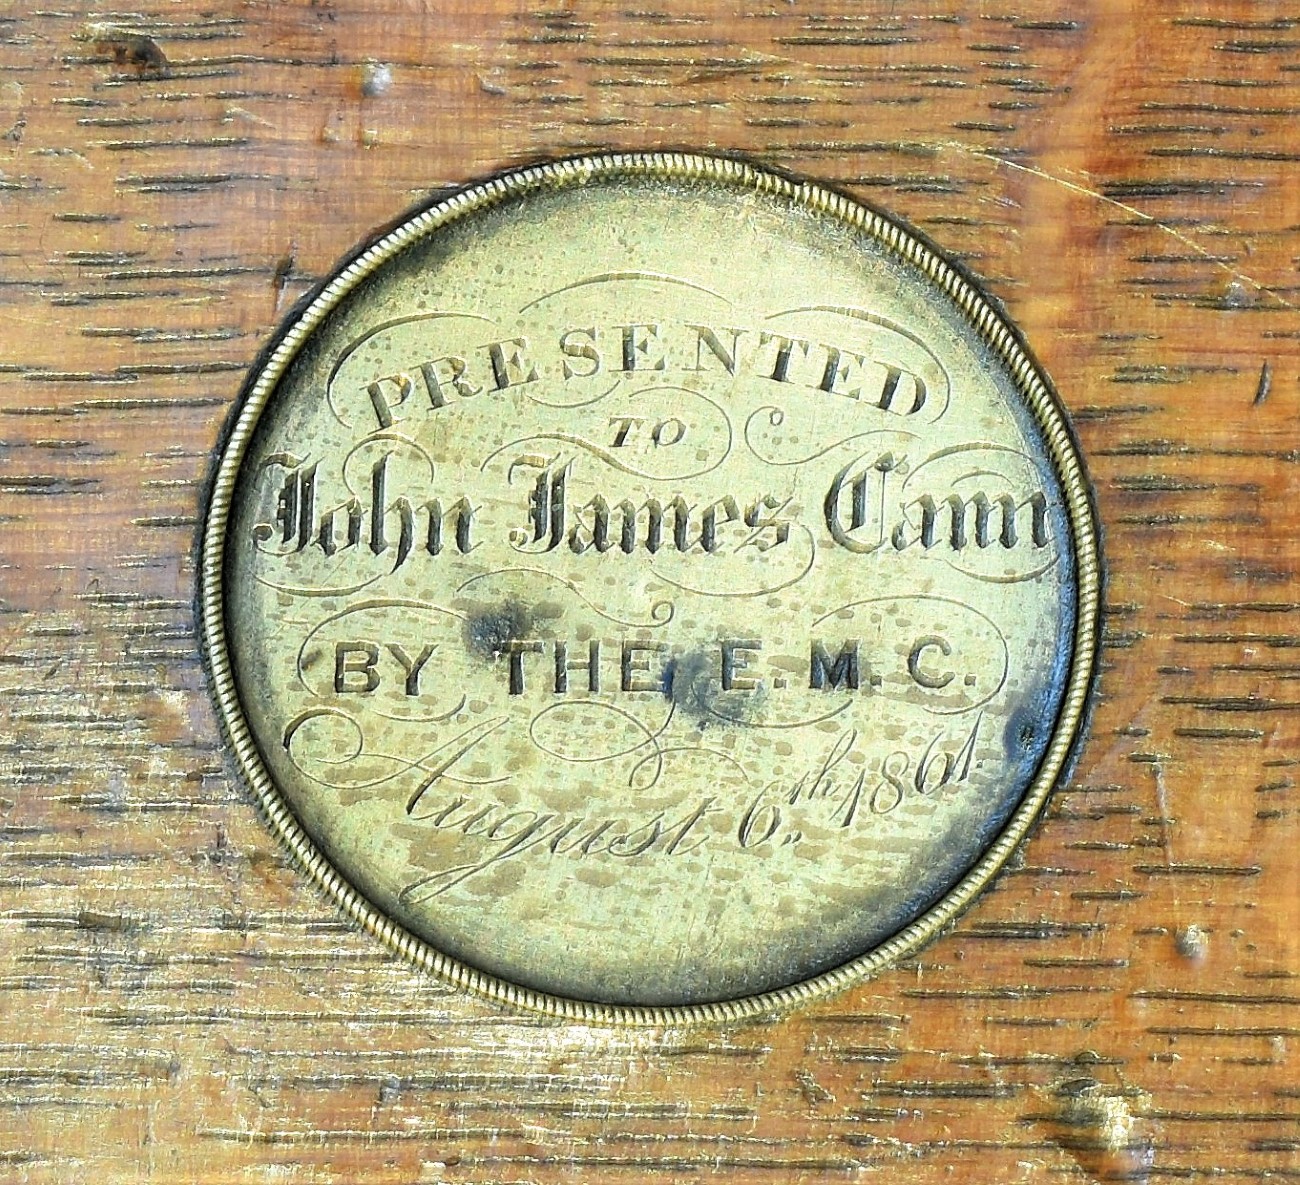 PRESENTED
TO
John James Cann
BY THE E.M.C.
August 6th, 1861